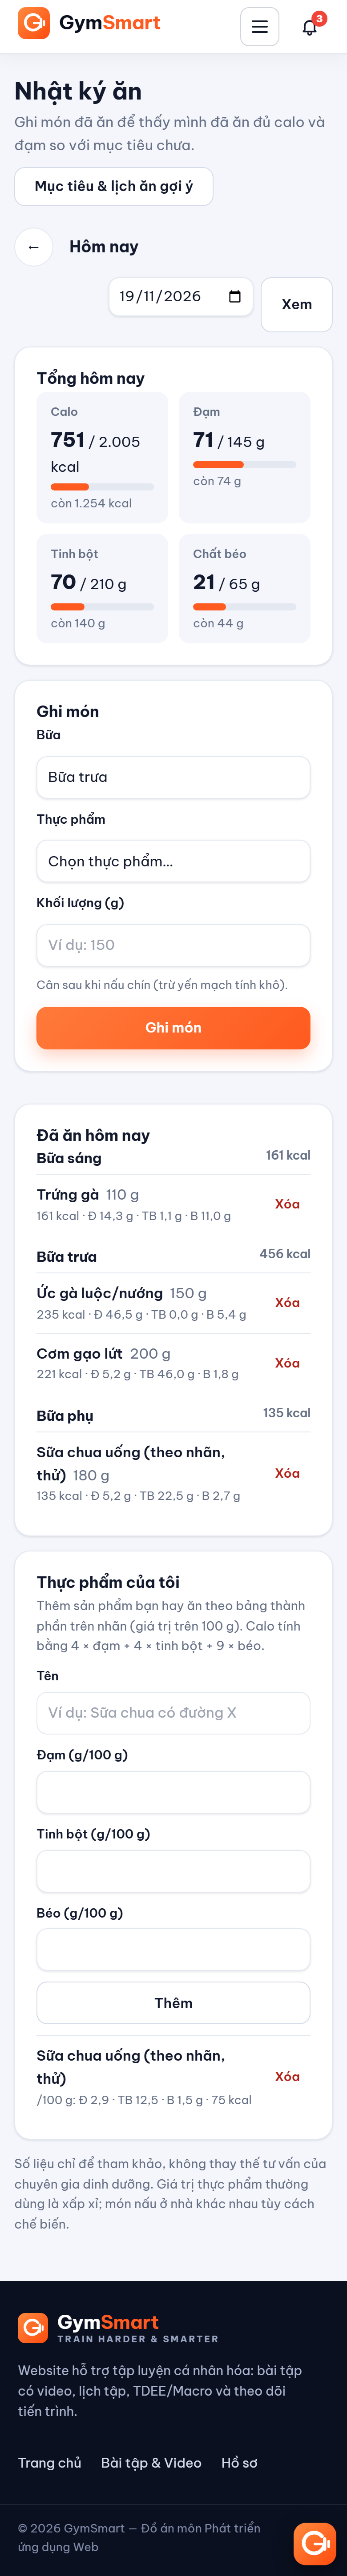 GymSmart
3
Nhật ký ăn
Ghi món đã ăn để thấy mình đã ăn đủ calo và
đạm so với mục tiêu chưa.
Mục tiêu & lịch ăn gợi ý
← Hôm nay
19/11/2026 Xem
Tổng hôm nay
Calo
751 / 2.005
kcal
còn 1.254 kcal
Đạm
71 / 145 g
còn 74 g
Tinh bột
70 / 210 g
còn 140 g
Chất béo
21 / 65 g
còn 44 g
Ghi món
Bữa
Bữa trưa
Thực phẩm
Chọn thực phẩm...
Khối lượng (g)
Ví dụ: 150
Cân sau khi nấu chín (trừ yến mạch tính khô).
Ghi món
Đã ăn hôm nay
Bữa sáng 161 kcal
Trứng gà 110 g
161 kcal · Đ 14,3 g · TB 1,1 g · B 11,0 g
Xóa
Bữa trưa 456 kcal
Ức gà luộc/nướng 150 g
235 kcal · Đ 46,5 g · TB 0,0 g · B 5,4 g
Xóa
Cơm gạo lứt 200 g
221 kcal · Đ 5,2 g · TB 46,0 g · B 1,8 g
Xóa
Bữa phụ 135 kcal
Sữa chua uống (theo nhãn,
thử) 180 g
135 kcal · Đ 5,2 g · TB 22,5 g · B 2,7 g
Xóa
Thực phẩm của tôi
Thêm sản phẩm bạn hay ăn theo bảng thành
phần trên nhãn (giá trị trên 100 g). Calo tính
bằng 4 × đạm + 4 × tinh bột + 9 × béo.
Tên
Ví dụ: Sữa chua có đường X
Đạm (g/100 g)
Tinh bột (g/100 g)
Béo (g/100 g)
Thêm
Sữa chua uống (theo nhãn,
thử)
/100 g: Đ 2,9 · TB 12,5 · B 1,5 g · 75 kcal
Xóa
Số liệu chỉ để tham khảo, không thay thế tư vấn của
chuyên gia dinh dưỡng. Giá trị thực phẩm thường
dùng là xấp xỉ; món nấu ở nhà khác nhau tùy cách
chế biến.
GymSmart
TRAIN HARDER & SMARTER
Website hỗ trợ tập luyện cá nhân hóa: bài tập
có video, lịch tập, TDEE/Macro và theo dõi
tiến trình.
Trang chủ Bài tập & Video Hồ sơ
© 2026 GymSmart — Đồ án môn Phát triển
ứng dụng Web